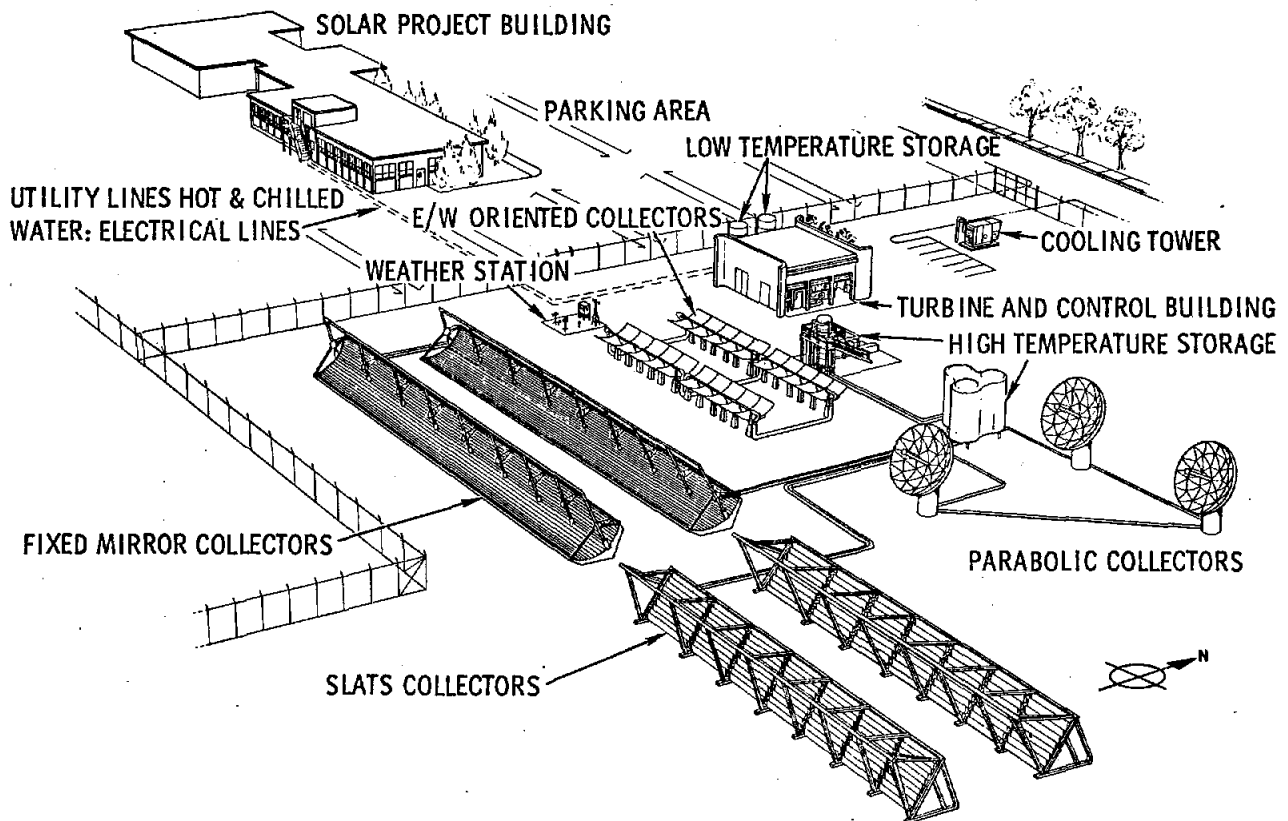 SOLAR PROJECT BUILDING
PARKING AREA
LOW TEMPERATURE STORAGE
UTILITY LINES HOT & CHILLED
WATER: ELECTRICAL LINES
E/W ORIENTED COLLECTORS
COOLING TOWER
WEATHER STATION
TURBINE AND CONTROL BUILDING
HIGH TEMPERATURE STORAGE
FIXED MIRROR COLLECTORS
PARABOLIC COLLECTORS
SLATS COLLECTORS
N